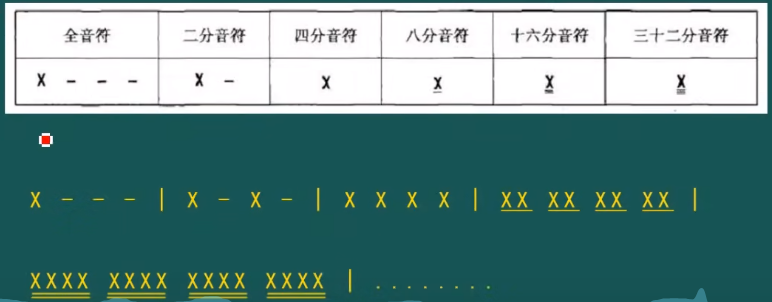 全音符 二分音符 四分音符 八分音符 十六分音符 三十二分音符
X - - - X - X X X X
X - - - | X - X - | X X X X | XX XX XX XX |
XXXX XXXX XXXX XXXX | . . . . . . . .